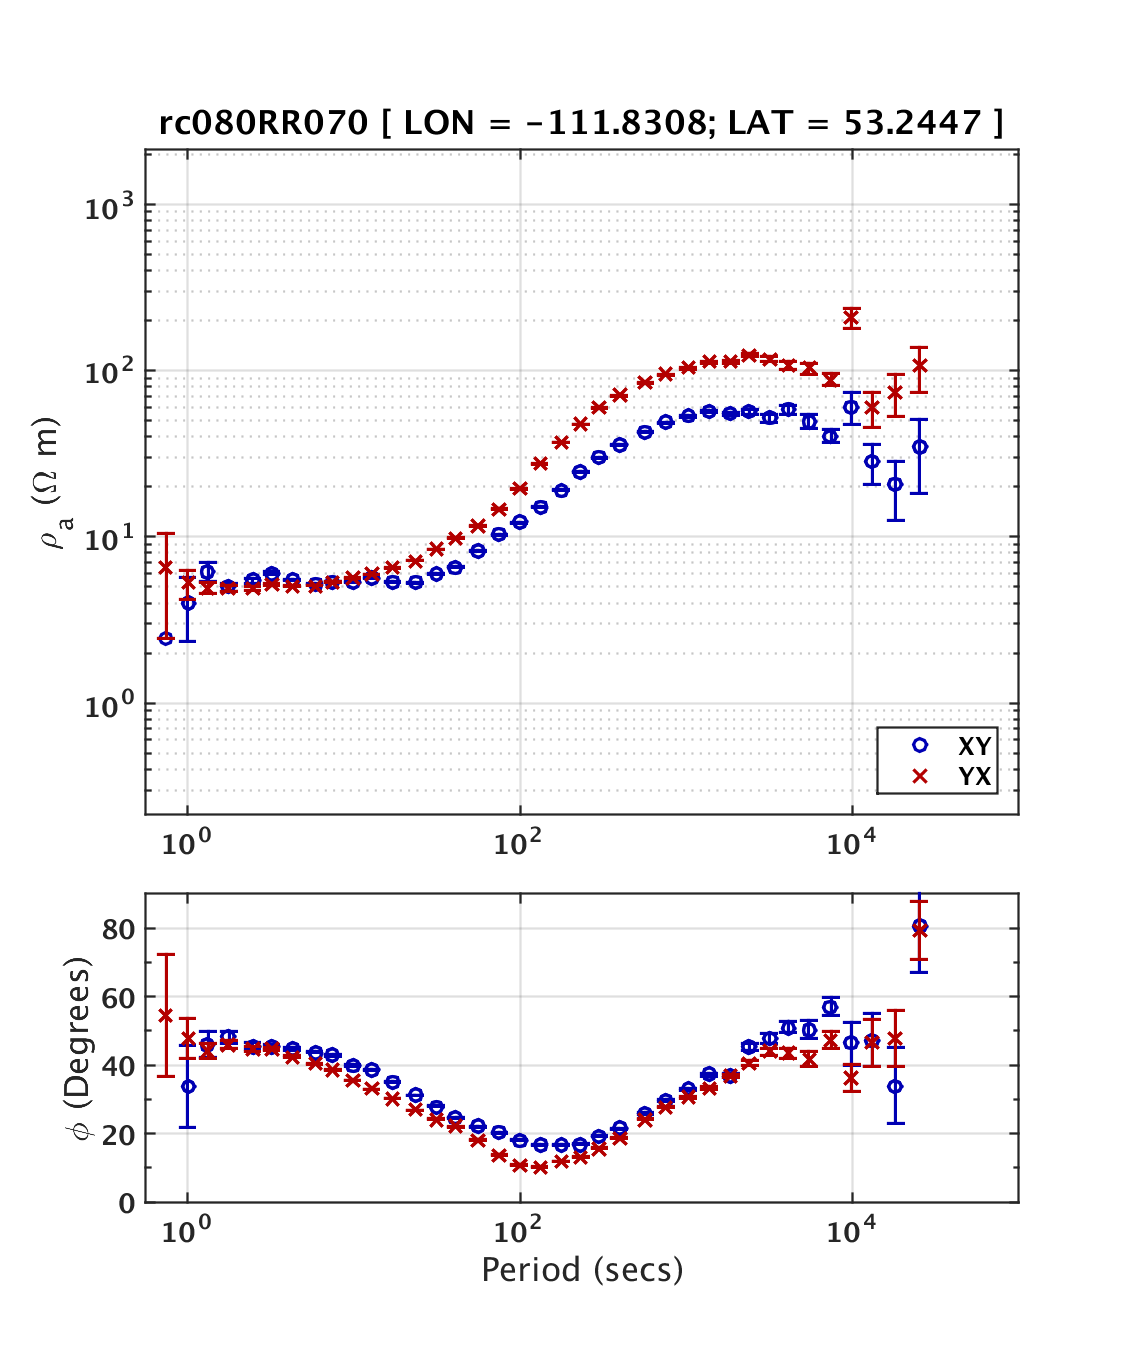 rc080RR070 [ LON = -111.8308; LAT = 53.2447 ]
10³
10²
10¹
10⁰
ρₐ (Ω m)
XY
YX
10⁰ 10² 10⁴
80
60
40
20
0
ϕ (Degrees)
10⁰ 10² 10⁴
Period (secs)